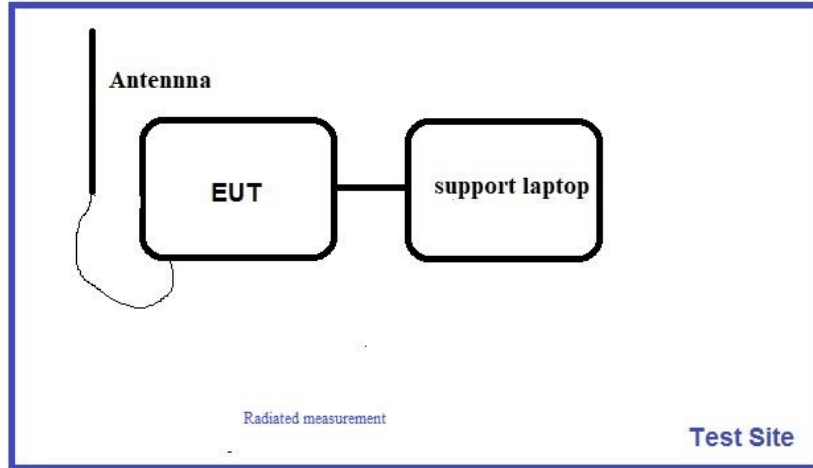 Antennna
EUT
support laptop
Radiated measurement
Test Site